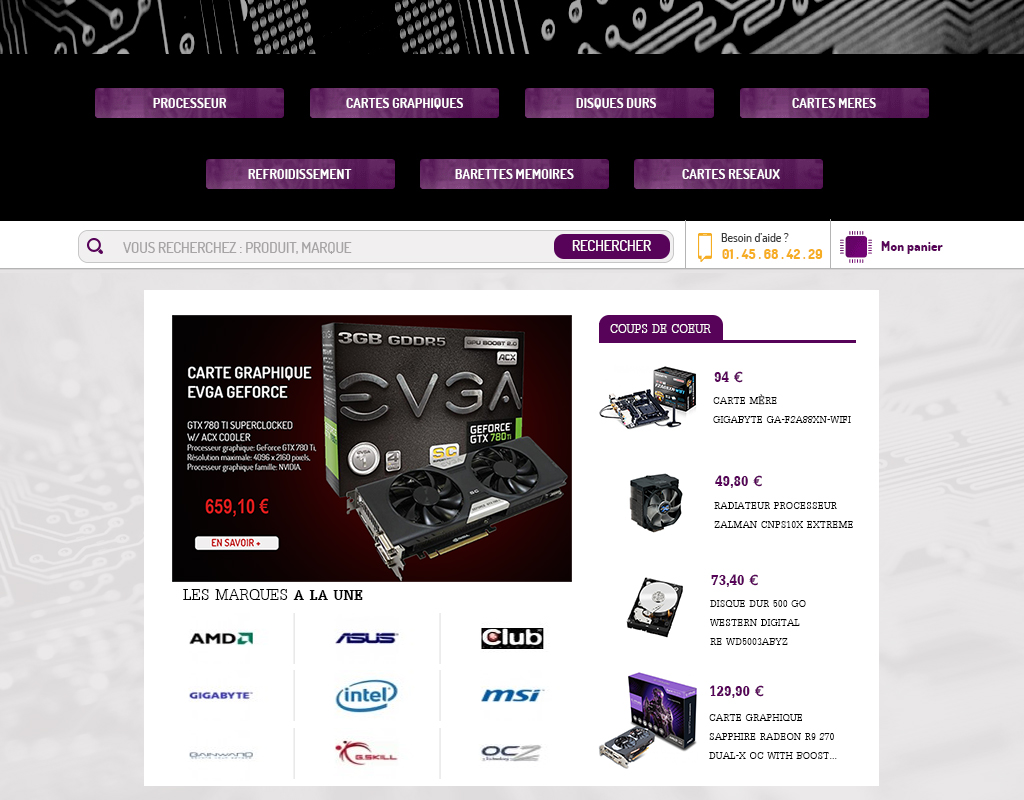 PROCESSEUR
CARTES GRAPHIQUES
DISQUES DURS
CARTES MERES
REFROIDISSEMENT
BARETTES MEMOIRES
CARTES RESEAUX
VOUS RECHERCHEZ : PRODUIT, MARQUE
RECHERCHER
Besoin d'aide ?
01.45.68.42.29
Mon panier
CARTE GRAPHIQUE
EVGA GEFORCE
GTX 780 TI SUPERCLOCKED
W/ ACX COOLER
Processeur graphique: GeForce GTX 780 Ti,
Résolution maximale: 4096 x 2160 pixels,
Processeur graphique famille: NVIDIA.
659,10 €
EN SAVOIR +
3GB GDDR5
GPU BOOST 2.0
ACX
EVGA
GEFORCE
GTX 780 Ti
SC
COUPS DE COEUR
94 €
CARTE MÈRE
GIGABYTE GA-F2A88XN-WIFI
49,80 €
RADIATEUR PROCESSEUR
ZALMAN CNPS10X EXTREME
73,40 €
DISQUE DUR 500 GO
WESTERN DIGITAL
RE WD5003ABYZ
129,90 €
CARTE GRAPHIQUE
SAPPHIRE RADEON R9 270
DUAL-X OC WITH BOOST...
LES MARQUES A LA UNE
AMD
ASUS
Club
GIGABYTE
intel
msi
GAINWARD
G.SKILL
OCZ
Technology